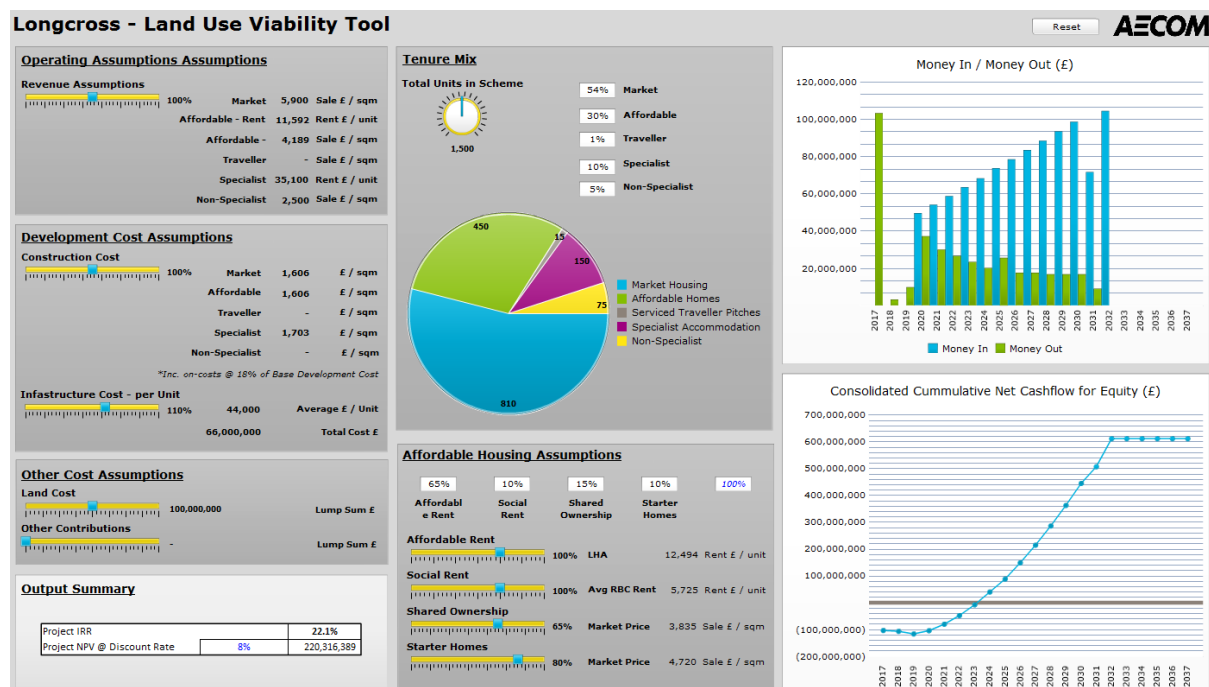 Longcross - Land Use Viability Tool
Reset
AECOM
Operating Assumptions Assumptions
Revenue Assumptions
100% Market 5,900 Sale £ / sqm
Affordable - Rent 11,592 Rent £ / unit
Affordable - 4,189 Sale £ / sqm
Traveller - Sale £ / sqm
Specialist 35,100 Rent £ / unit
Non-Specialist 2,500 Sale £ / sqm
Development Cost Assumptions
Construction Cost
100% Market 1,606 £ / sqm
Affordable 1,606 £ / sqm
Traveller - £ / sqm
Specialist 1,703 £ / sqm
Non-Specialist - £ / sqm
*Inc. on-costs @ 18% of Base Development Cost
Infastructure Cost - per Unit
110% 44,000 Average £ / Unit
66,000,000 Total Cost £
Other Cost Assumptions
Land Cost
100,000,000 Lump Sum £
Other Contributions
- Lump Sum £
Output Summary
Project IRR 22.1%
Project NPV @ Discount Rate 8% 220,316,389
Tenure Mix
Total Units in Scheme
1,500
54% Market
30% Affordable
1% Traveller
10% Specialist
5% Non-Specialist
450
15
150
75
810
Market Housing
Affordable Homes
Serviced Traveller Pitches
Specialist Accommodation
Non-Specialist
Affordable Housing Assumptions
65% 10% 15% 10% 100%
Affordabl Social Shared Starter
e Rent Rent Ownership Homes
Affordable Rent
100% LHA 12,494 Rent £ / unit
Social Rent
100% Avg RBC Rent 5,725 Rent £ / unit
Shared Ownership
65% Market Price 3,835 Sale £ / sqm
Starter Homes
80% Market Price 4,720 Sale £ / sqm
Money In / Money Out (£)
120,000,000
100,000,000
80,000,000
60,000,000
40,000,000
20,000,000
2017 2018 2019 2020 2021 2022 2023 2024 2025 2026 2027 2028 2029 2030 2031 2032 2033 2034 2035 2036 2037
Money In Money Out
Consolidated Cummulative Net Cashflow for Equity (£)
700,000,000
600,000,000
500,000,000
400,000,000
300,000,000
200,000,000
100,000,000
(100,000,000)
(200,000,000)
2017 2018 2019 2020 2021 2022 2023 2024 2025 2026 2027 2028 2029 2030 2031 2032 2033 2034 2035 2036 2037